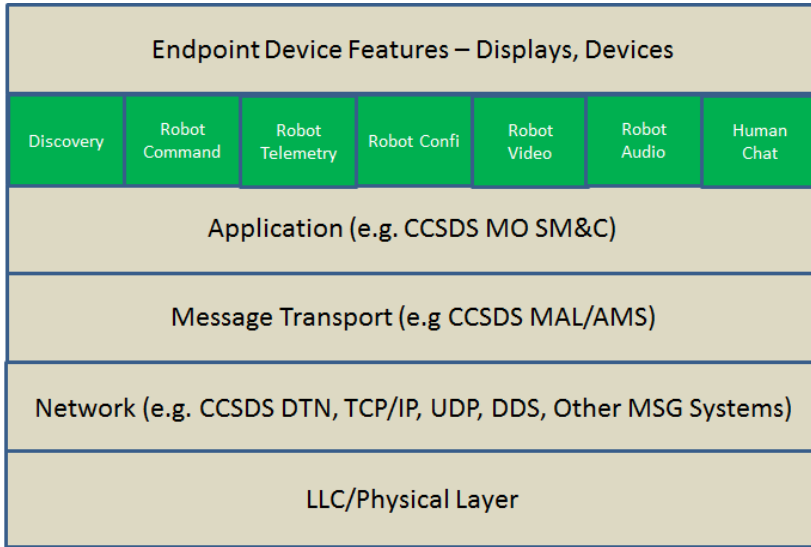 Endpoint Device Features – Displays, Devices
Discovery
Robot
Command
Robot
Telemetry
Robot Confi
Robot
Video
Robot
Audio
Human
Chat
Application (e.g. CCSDS MO SM&C)
Message Transport (e.g CCSDS MAL/AMS)
Network (e.g. CCSDS DTN, TCP/IP, UDP, DDS, Other MSG Systems)
LLC/Physical Layer